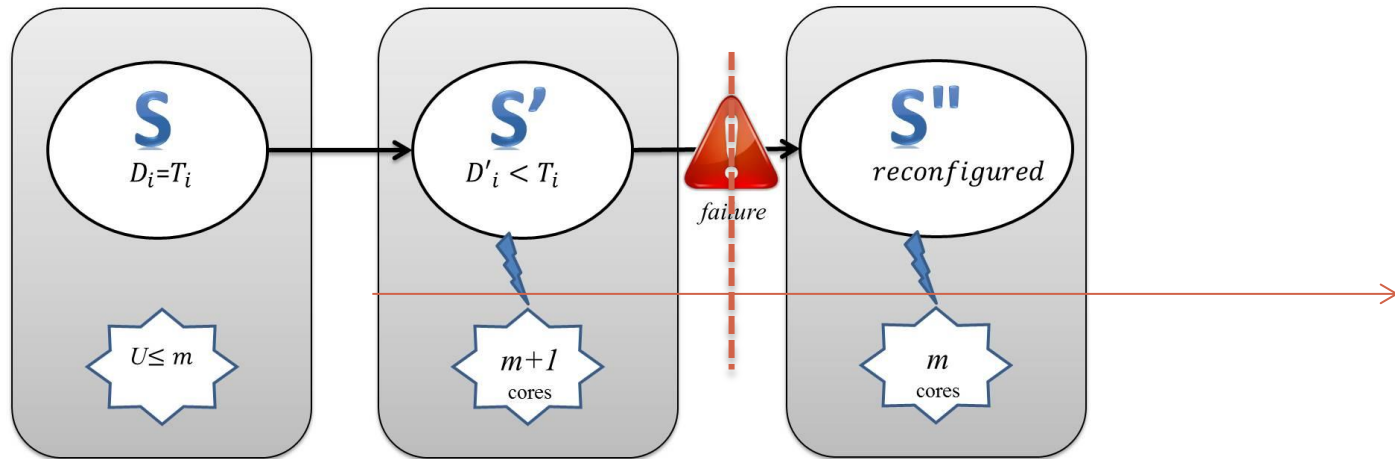 S
D_i=T_i
U≤ m
S'
D'_i < T_i
m+1
cores
!
failure
S"
reconfigured
m
cores